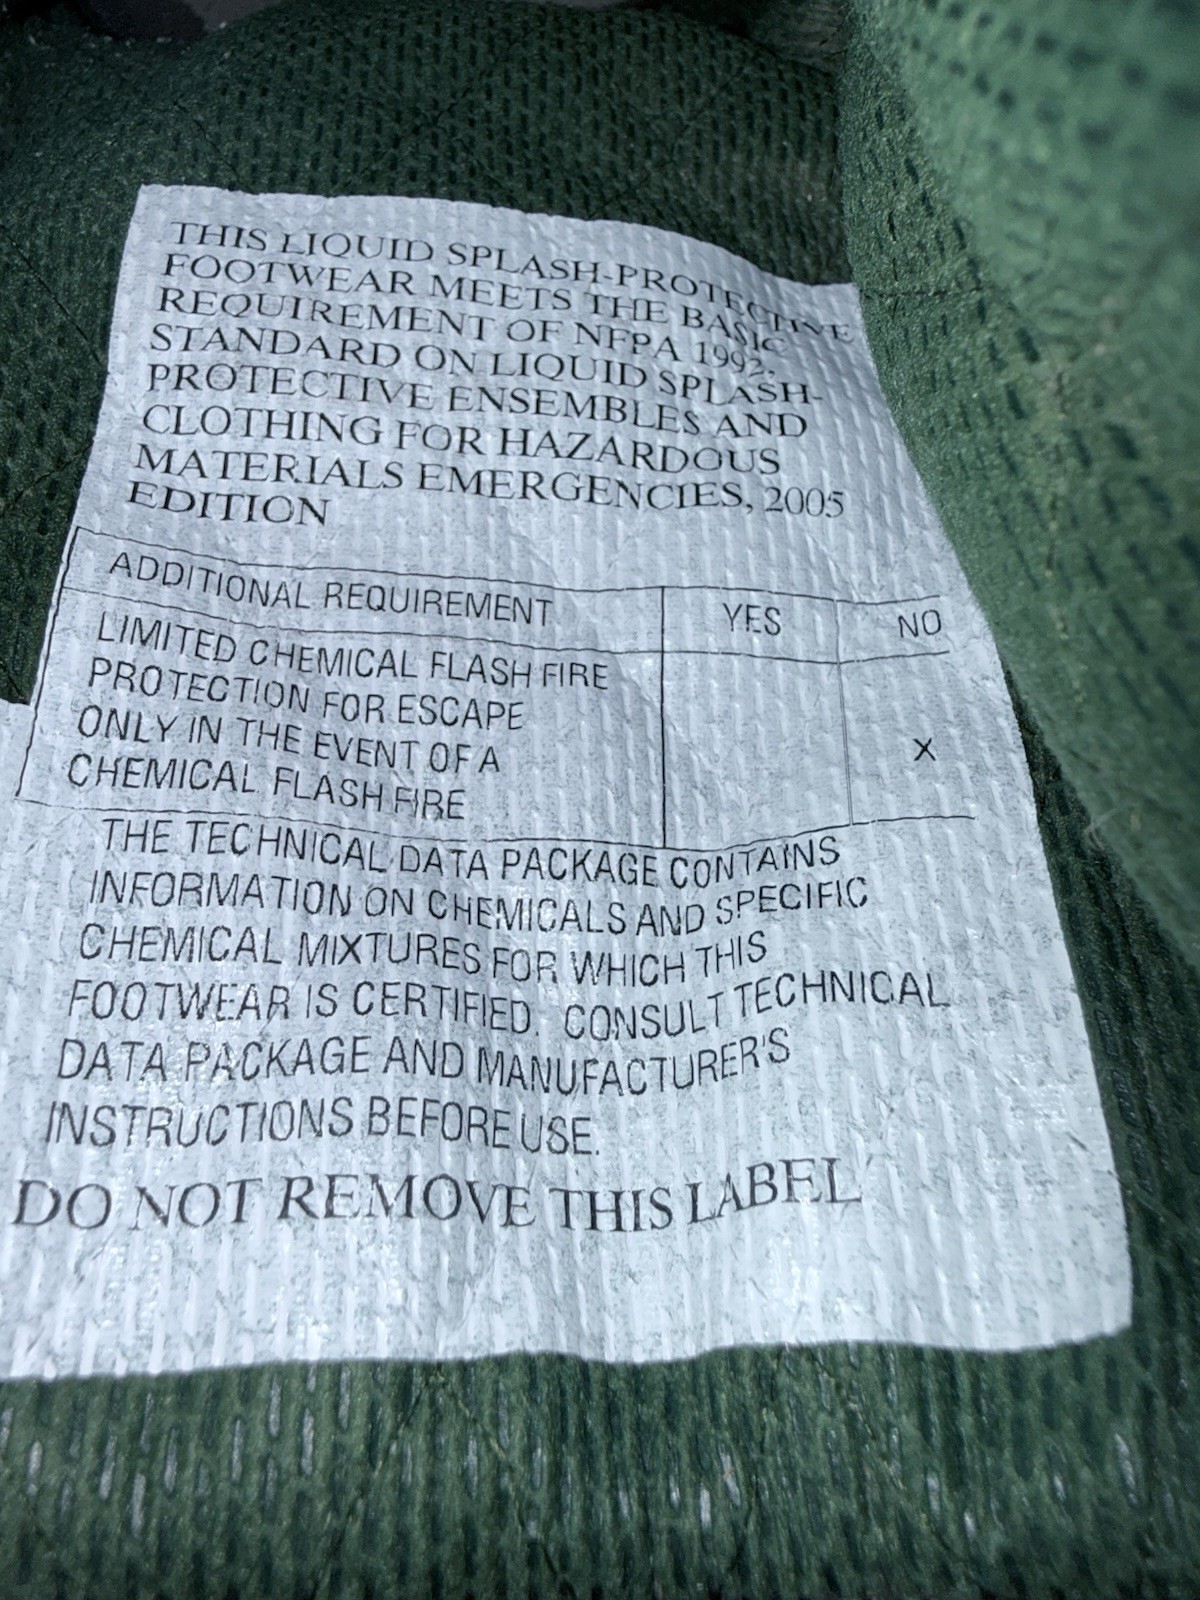 THIS LIQUID SPLASH-PROTECTIVE
FOOTWEAR MEETS THE BASIC
REQUIREMENT OF NFPA 1992,
STANDARD ON LIQUID SPLASH-
PROTECTIVE ENSEMBLES AND
CLOTHING FOR HAZARDOUS
MATERIALS EMERGENCIES, 2005
EDITION
ADDITIONAL REQUIREMENT YES NO
LIMITED CHEMICAL FLASH FIRE
PROTECTION FOR ESCAPE
ONLY IN THE EVENT OF A X
CHEMICAL FLASH FIRE
THE TECHNICAL DATA PACKAGE CONTAINS
INFORMATION ON CHEMICALS AND SPECIFIC
CHEMICAL MIXTURES FOR WHICH THIS
FOOTWEAR IS CERTIFIED. CONSULT TECHNICAL
DATA PACKAGE AND MANUFACTURER'S
INSTRUCTIONS BEFORE USE.
DO NOT REMOVE THIS LABEL